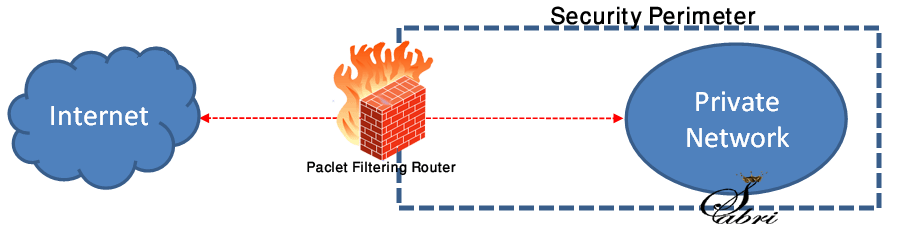 Security Perimeter
Internet
Private
Network
Paclet Filtering Router
Sabri